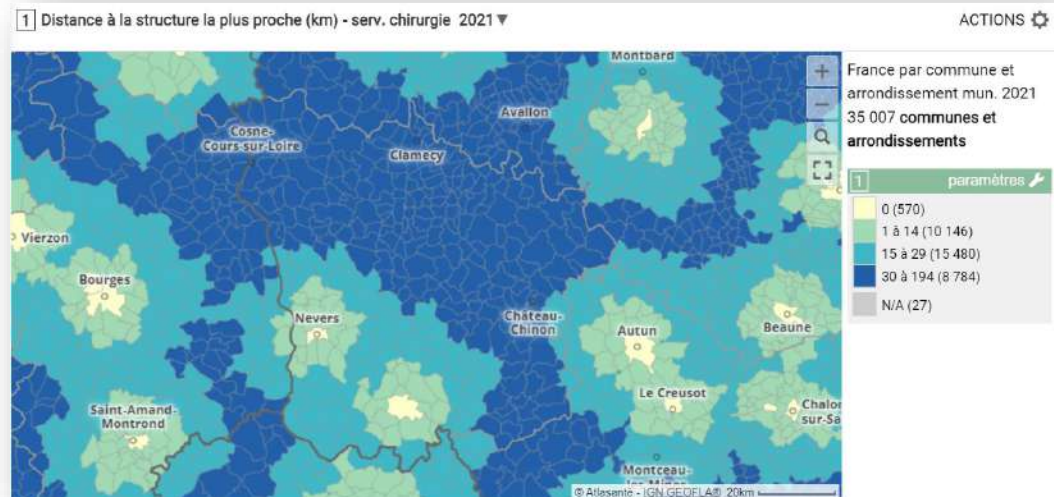 1 Distance à la structure la plus proche (km) - serv. chirurgie 2021 ▼
ACTIONS
Montbard
Avallon
Cosne-
Cours-sur-Loire
Clamecy
Vierzon
Bourges
Nevers
Château-
Chinon
Autun
Beaune
Le Creusot
Saint-Amand-
Montrond
Chalon
sur-Sa
Montceau-
les-Mines
© Atlasanté - IGN GEOFLA® 20km
+
−
France par commune et
arrondissement mun. 2021
35 007 communes et
arrondissements
1 paramètres
0 (570)
1 à 14 (10 146)
15 à 29 (15 480)
30 à 194 (8 784)
N/A (27)